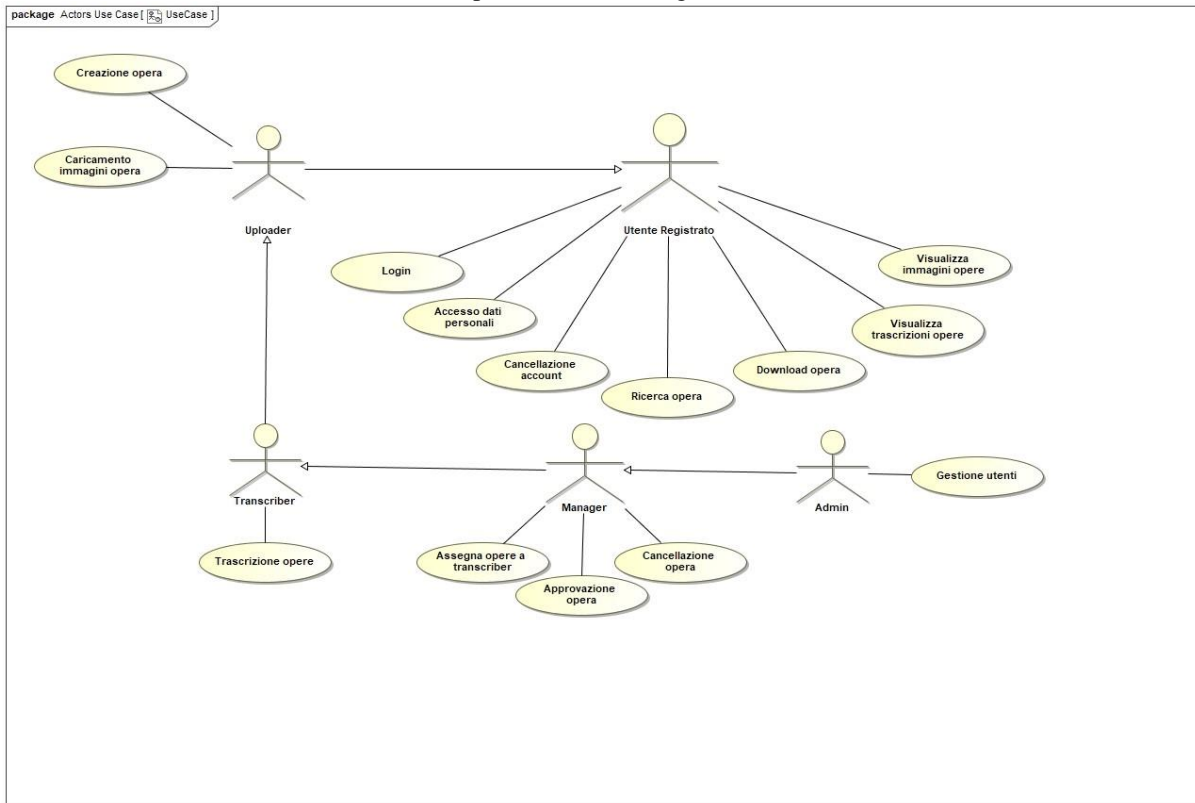 package Actors Use Case [ UseCase ]
Creazione opera
Caricamento
immagini opera
Uploader
Utente Registrato
Login
Accesso dati
personali
Cancellazione
account
Ricerca opera
Download opera
Visualizza
trascrizioni opere
Visualizza
immagini opere
Transcriber
Manager
Admin
Gestione utenti
Trascrizione opere
Assegna opere a
transcriber
Approvazione
opera
Cancellazione
opera